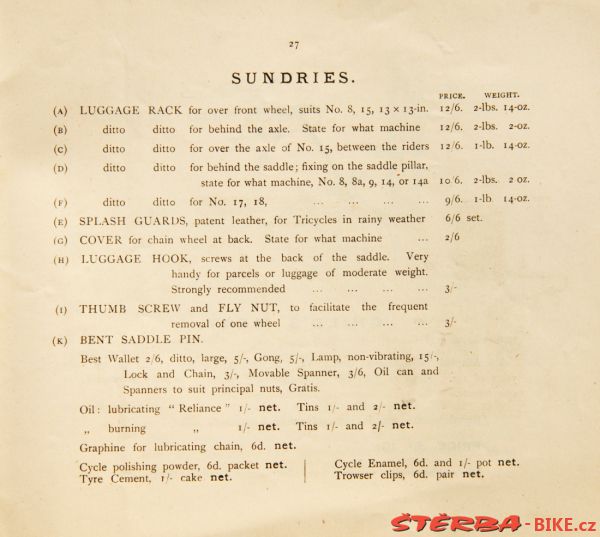 27
SUNDRIES.
PRICE. WEIGHT.
(A) LUGGAGE RACK for over front wheel, suits No. 8, 15, 13 × 13-in. 12/6. 2-lbs. 14-oz.
(B) ditto ditto for behind the axle. State for what machine 12/6. 2-lbs. 2-oz.
(C) ditto ditto for over the axle of No. 15, between the riders 12/6. 1-lb. 14-oz.
(D) ditto ditto for behind the saddle; fixing on the saddle pillar,
state for what machine, No. 8, 8a, 9, 14, or 14a 10/6. 2-lbs. 2 oz.
(F) ditto ditto for No. 17, 18, ... ... ... ... 9/6. 1-lb. 14-oz.
(E) SPLASH GUARDS, patent leather, for Tricycles in rainy weather 6/6 set.
(G) COVER for chain wheel at back. State for what machine ... 2/6
(H) LUGGAGE HOOK, screws at the back of the saddle. Very
handy for parcels or luggage of moderate weight.
Strongly recommended ... ... ... ... 3/-
(I) THUMB SCREW and FLY NUT, to facilitate the frequent
removal of one wheel ... ... ... ... 3/-
(K) BENT SADDLE PIN.
Best Wallet 2/6, ditto, large, 5/-, Gong, 5/-, Lamp, non-vibrating, 15/-,
Lock and Chain, 3/-, Movable Spanner, 3/6, Oil can and
Spanners to suit principal nuts, Gratis.
Oil: lubricating "Reliance" 1/- net. Tins 1/- and 2/- net.
„ burning „ 1/- net. Tins 1/- and 2/- net.
Graphine for lubricating chain, 6d. net.
Cycle polishing powder, 6d. packet net. Cycle Enamel, 6d. and 1/- pot net.
Tyre Cement, 1/- cake net. Trowser clips, 6d. pair net.
ŠTĚRBA-BIKE.cz